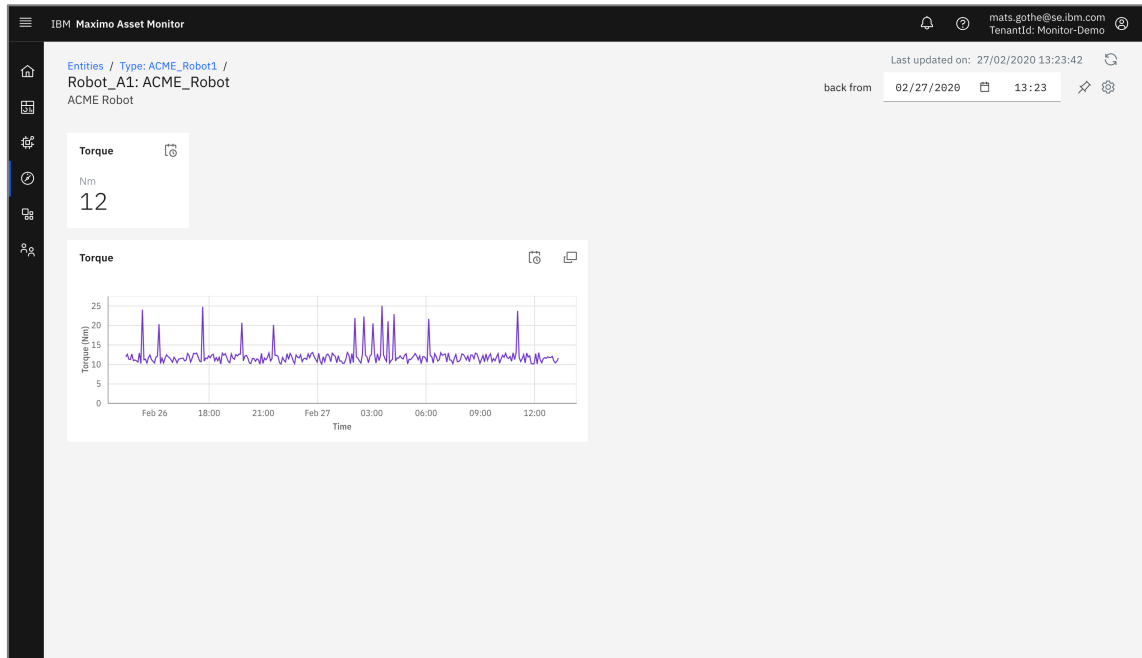 IBM Maximo Asset Monitor
mats.gothe@se.ibm.com
TenantId: Monitor-Demo
Entities / Type: ACME_Robot1 /
Robot_A1: ACME_Robot
ACME Robot
Last updated on: 27/02/2020 13:23:42
back from 02/27/2020 13:23
Torque
Nm
12
Torque
25
20
15
10
5
0
Torque (Nm)
Feb 26 18:00 21:00 Feb 27 03:00 06:00 09:00 12:00
Time